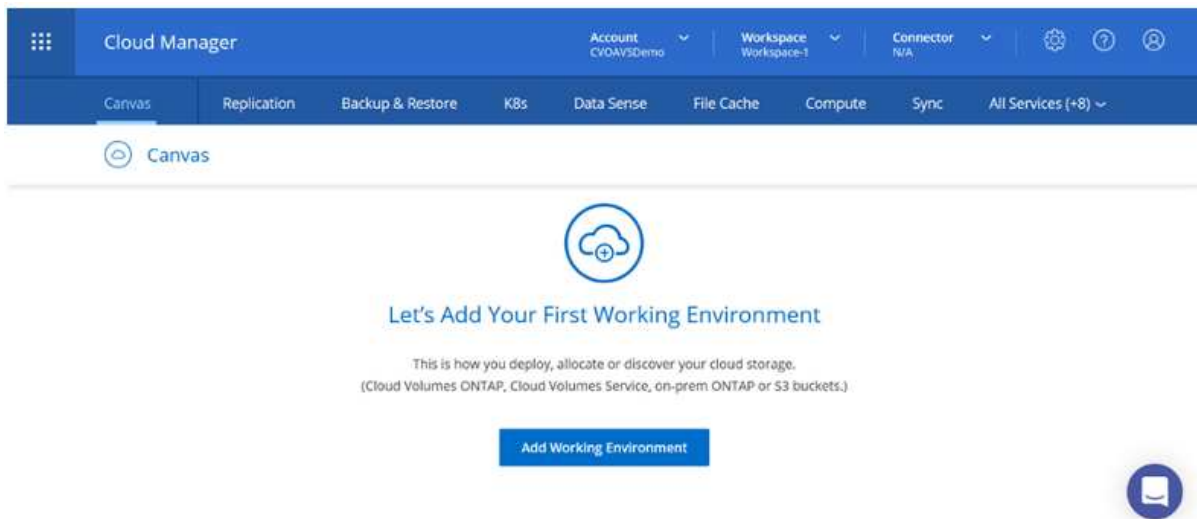 Cloud Manager
Account
CVOAVSDemo
Workspace
Workspace-1
Connector
N/A
Canvas
Replication
Backup & Restore
K8s
Data Sense
File Cache
Compute
Sync
All Services (+8)
Canvas
Let's Add Your First Working Environment
This is how you deploy, allocate or discover your cloud storage.
(Cloud Volumes ONTAP, Cloud Volumes Service, on-prem ONTAP or S3 buckets.)
Add Working Environment